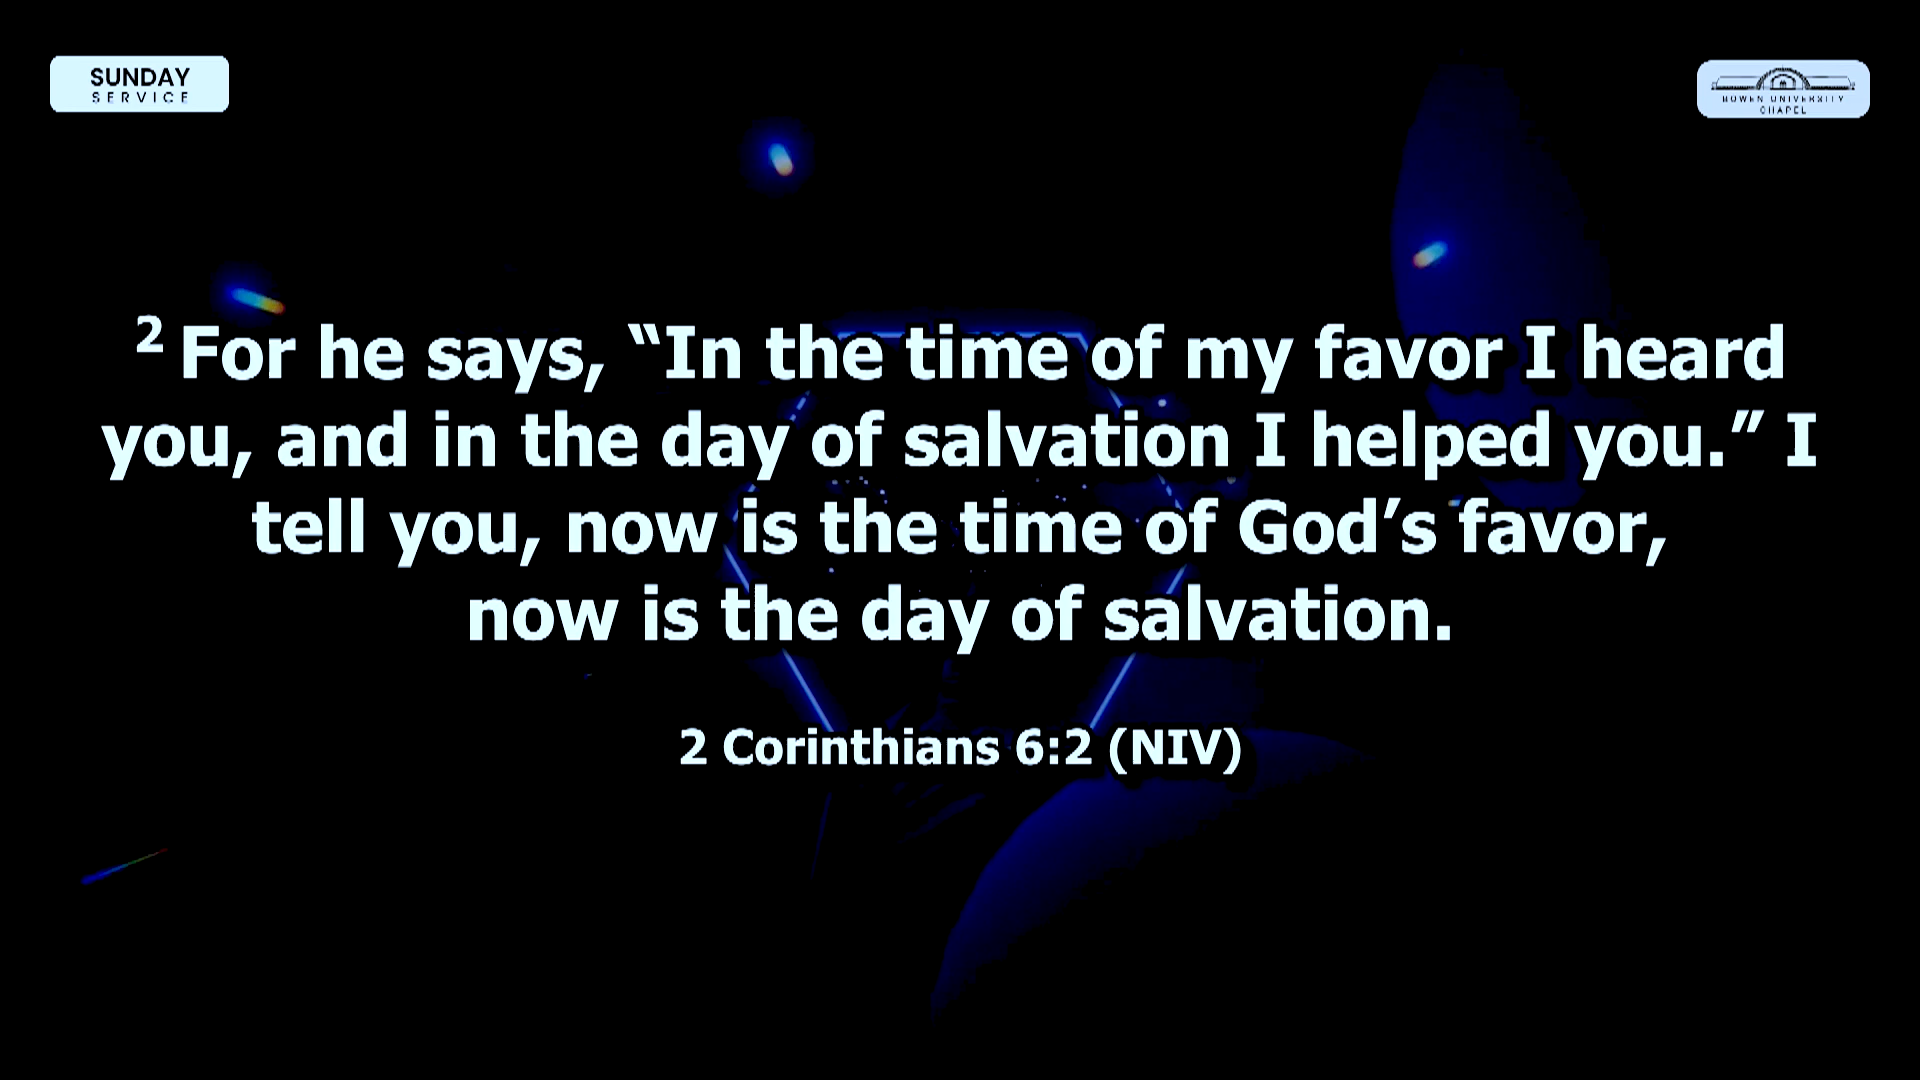 SUNDAY
SERVICE
BOWEN UNIVERSITY
CHAPEL
2 For he says, “In the time of my favor I heard
you, and in the day of salvation I helped you.” I
tell you, now is the time of God’s favor,
now is the day of salvation.
2 Corinthians 6:2 (NIV)